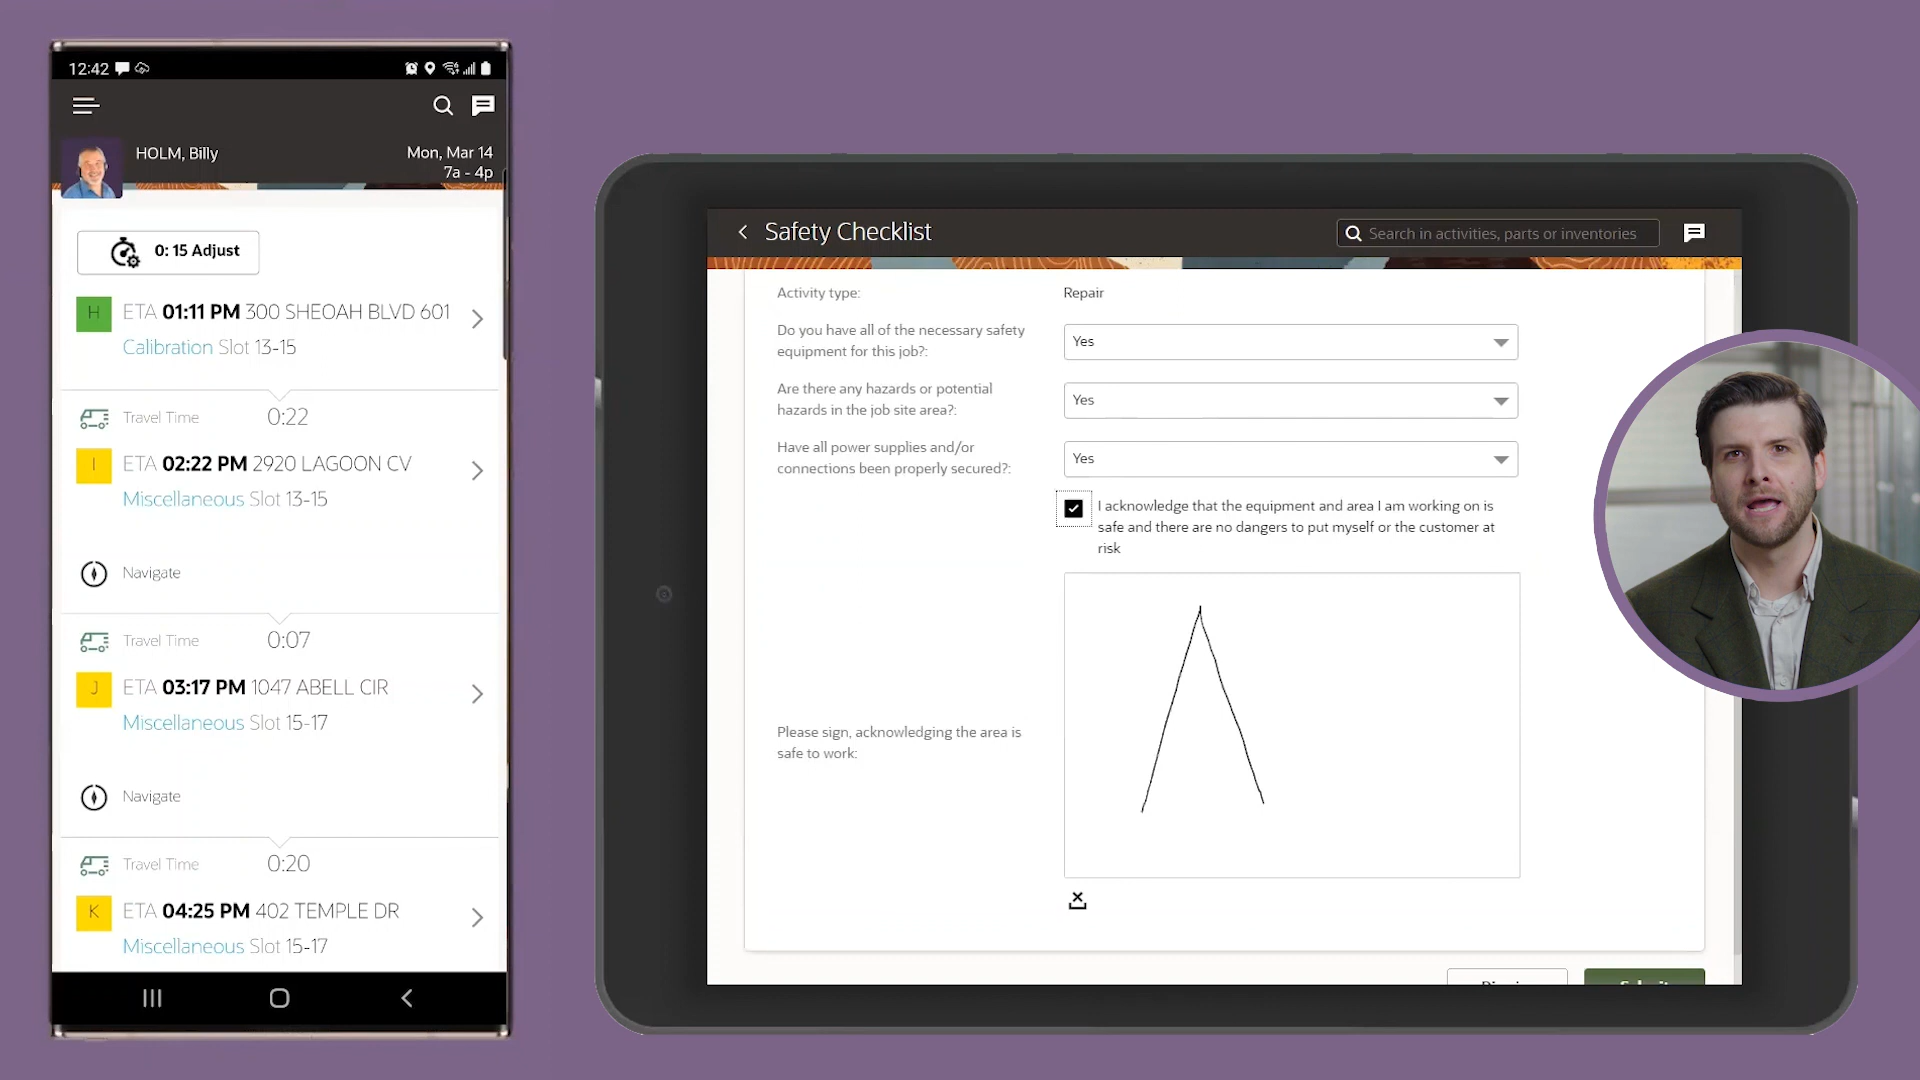 12:42
HOLM, Billy
Mon, Mar 14
7a - 4p
0: 15 Adjust
H
ETA 01:11 PM 300 SHEOAH BLVD 601
Calibration Slot 13-15
Travel Time 0:22
I
ETA 02:22 PM 2920 LAGOON CV
Miscellaneous Slot 13-15
Navigate
Travel Time 0:07
J
ETA 03:17 PM 1047 ABELL CIR
Miscellaneous Slot 15-17
Navigate
Travel Time 0:20
K
ETA 04:25 PM 402 TEMPLE DR
Miscellaneous Slot 15-17
Safety Checklist
Search in activities, parts or inventories
Activity type: Repair
Do you have all of the necessary safety
equipment for this job?:
Yes
Are there any hazards or potential
hazards in the job site area?:
Yes
Have all power supplies and/or
connections been properly secured?:
Yes
I acknowledge that the equipment and area I am working on is
safe and there are no dangers to put myself or the customer at
risk
Please sign, acknowledging the area is
safe to work: